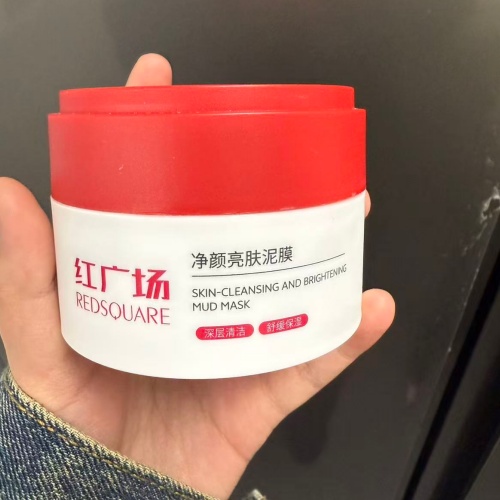 红广场
REDSQUARE
净颜亮肤泥膜
SKIN-CLEANSING AND BRIGHTENING
MUD MASK
深层清洁 舒缓保湿